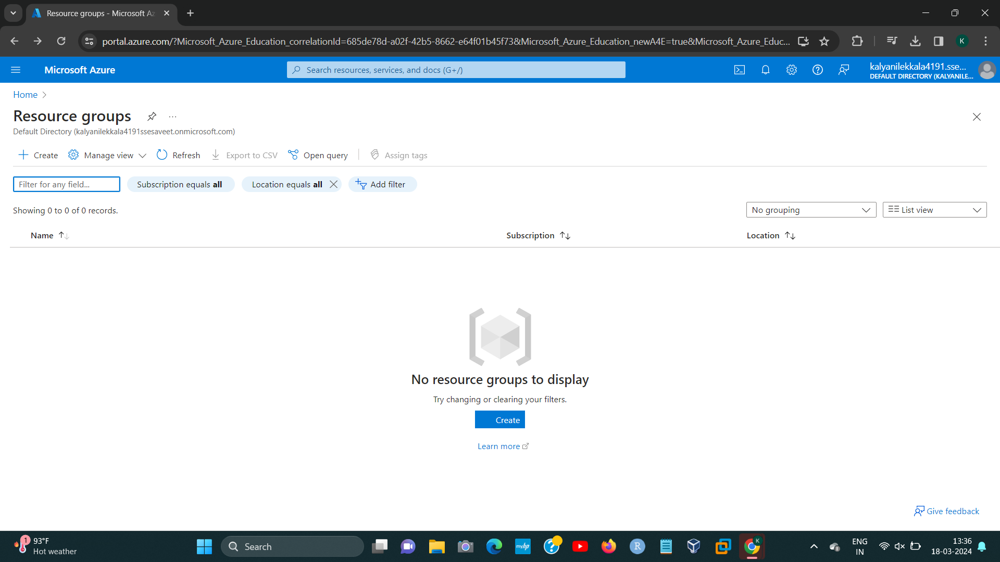 Resource groups - Microsoft Az
portal.azure.com/?Microsoft_Azure_Education_correlationId=685de78d-a02f-42b5-8662-e64f01b45f73&Microsoft_Azure_Education_newA4E=true&Microsoft_Azure_Educ...
K
Microsoft Azure
Search resources, services, and docs (G+/)
kalyanilekkala4191.sse...
DEFAULT DIRECTORY (KALYANILE...
Home
Resource groups
Default Directory (kalyanilekkala4191ssesaveet.onmicrosoft.com)
Create
Manage view
Refresh
Export to CSV
Open query
Assign tags
Filter for any field...
Subscription equals all
Location equals all
Add filter
Showing 0 to 0 of 0 records.
No grouping
List view
Name
Subscription
Location
No resource groups to display
Try changing or clearing your filters.
Create
Learn more
Give feedback
1
93°F
Hot weather
Search
myhp
R
K
ENG
IN
13:36
18-03-2024